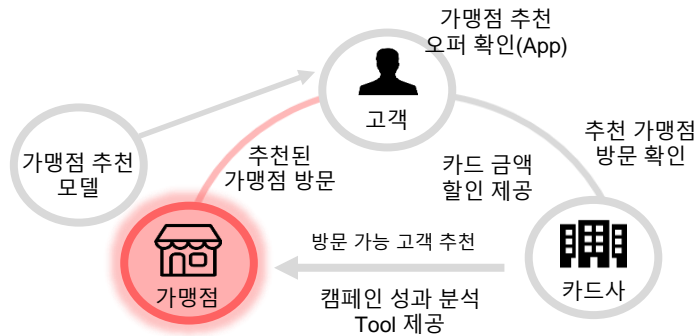 가맹점 추천
오퍼 확인(App)
고객
가맹점 추천
모델
추천된
가맹점 방문
카드 금액
할인 제공
추천 가맹점
방문 확인
방문 가능 고객 추천
가맹점
캠페인 성과 분석
Tool 제공
카드사